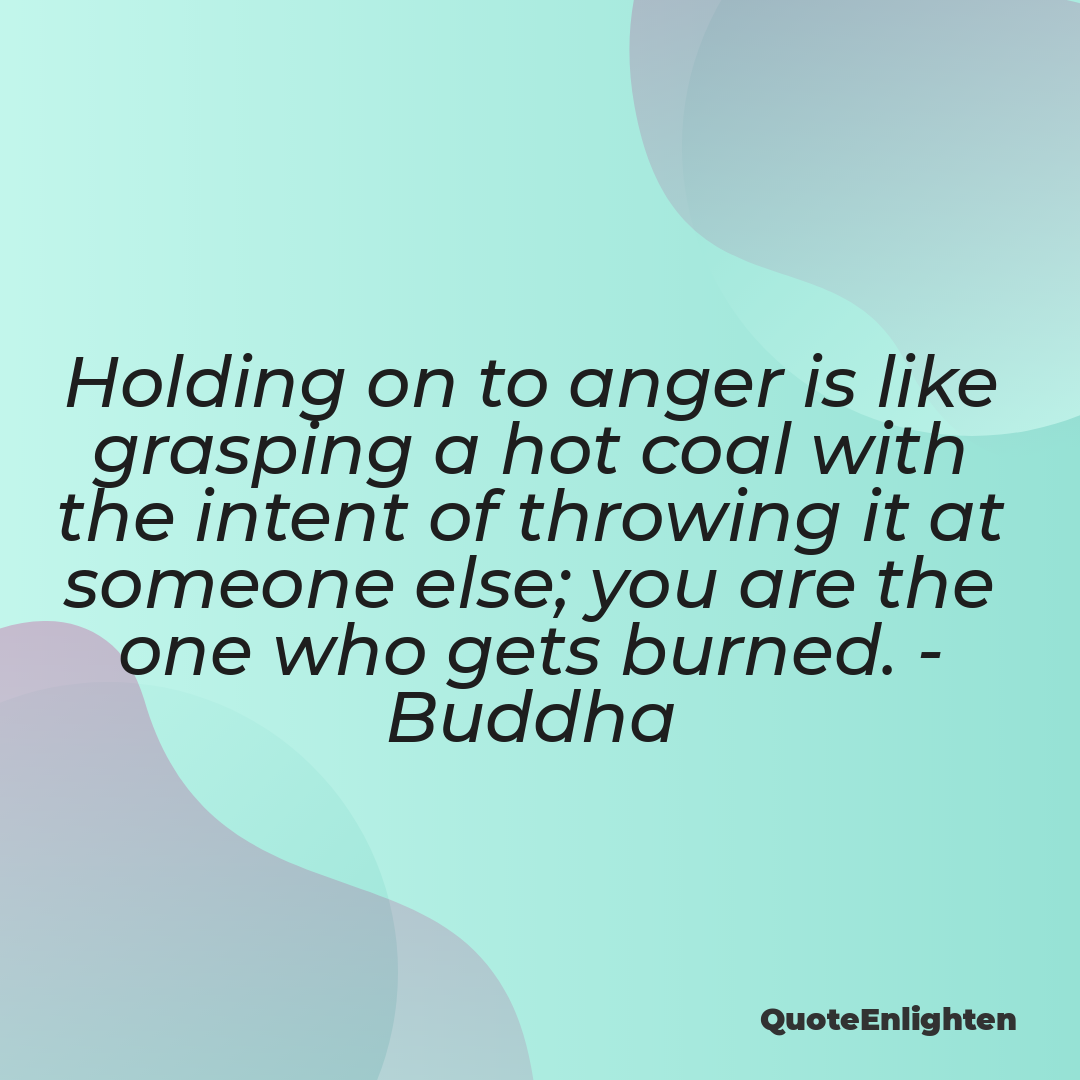 Holding on to anger is like
grasping a hot coal with
the intent of throwing it at
someone else; you are the
one who gets burned. -
Buddha
QuoteEnlighten